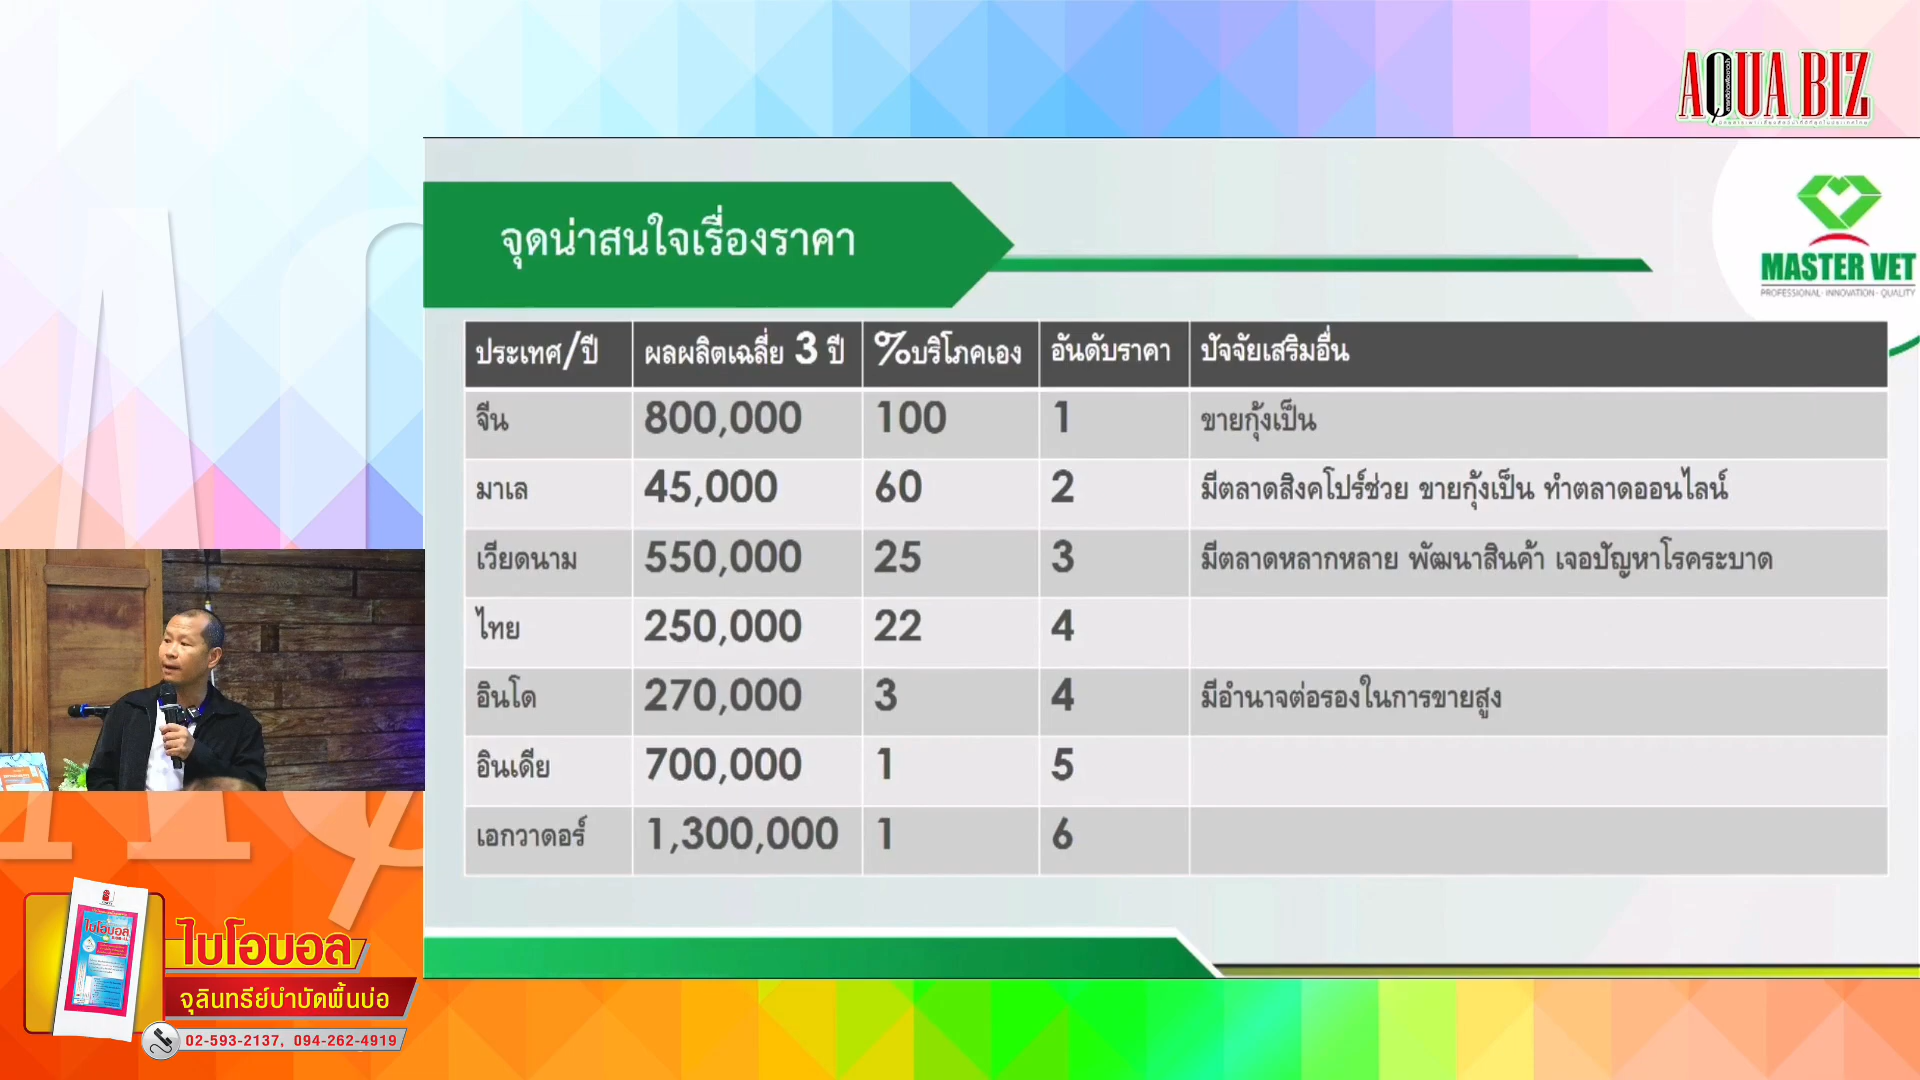 AQUA BIZ
จุดน่าสนใจเรื่องราคา
MASTER VET
PROFESSIONAL · INNOVATION · QUALITY
ประเทศ/ปี ผลผลิตเฉลี่ย 3 ปี %บริโภคเอง อันดับราคา ปัจจัยเสริมอื่น
จีน 800,000 100 1 ขายกุ้งเป็น
มาเล 45,000 60 2 มีตลาดสิงคโปร์ช่วย ขายกุ้งเป็น ทำตลาดออนไลน์
เวียดนาม 550,000 25 3 มีตลาดหลากหลาย พัฒนาสินค้า เจอปัญหาโรคระบาด
ไทย 250,000 22 4
อินโด 270,000 3 4 มีอำนาจต่อรองในการขายสูง
อินเดีย 700,000 1 5
เอกวาดอร์ 1,300,000 1 6
ไบโอบอล
ไบโอบอล
จุลินทรีย์บำบัดพื้นบ่อ
02-593-2137, 094-262-4919